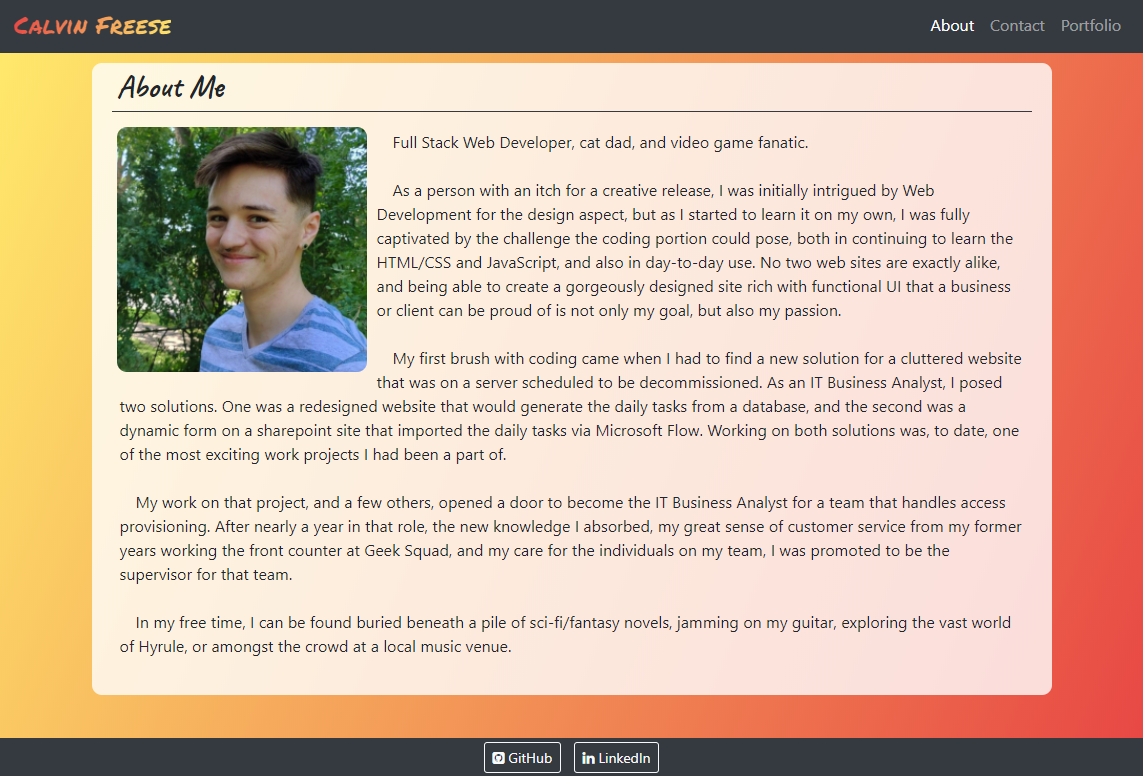 Calvin Freese
About Contact Portfolio
About Me
Full Stack Web Developer, cat dad, and video game fanatic.
As a person with an itch for a creative release, I was initially intrigued by Web
Development for the design aspect, but as I started to learn it on my own, I was fully
captivated by the challenge the coding portion could pose, both in continuing to learn the
HTML/CSS and JavaScript, and also in day-to-day use. No two web sites are exactly alike,
and being able to create a gorgeously designed site rich with functional UI that a business
or client can be proud of is not only my goal, but also my passion.
My first brush with coding came when I had to find a new solution for a cluttered website
that was on a server scheduled to be decommissioned. As an IT Business Analyst, I posed
two solutions. One was a redesigned website that would generate the daily tasks from a database, and the second was a
dynamic form on a sharepoint site that imported the daily tasks via Microsoft Flow. Working on both solutions was, to date, one
of the most exciting work projects I had been a part of.
My work on that project, and a few others, opened a door to become the IT Business Analyst for a team that handles access
provisioning. After nearly a year in that role, the new knowledge I absorbed, my great sense of customer service from my former
years working the front counter at Geek Squad, and my care for the individuals on my team, I was promoted to be the
supervisor for that team.
In my free time, I can be found buried beneath a pile of sci-fi/fantasy novels, jamming on my guitar, exploring the vast world
of Hyrule, or amongst the crowd at a local music venue.
GitHub LinkedIn